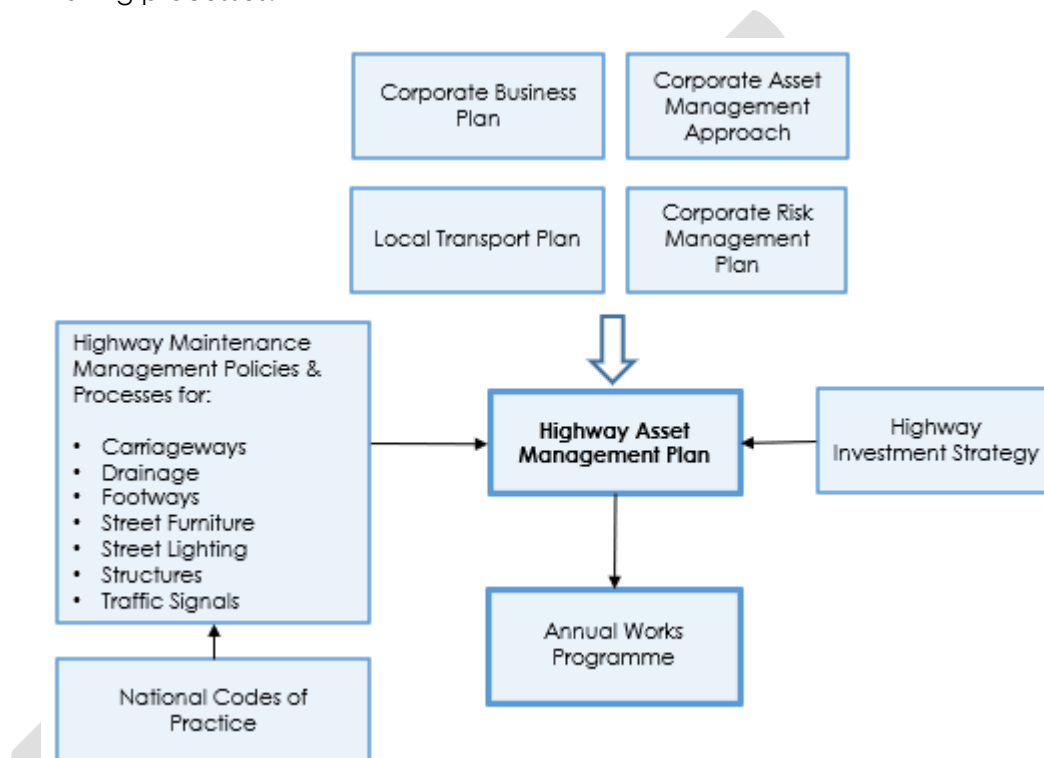 Corporate Business
Plan
Corporate Asset
Management
Approach
Local Transport Plan
Corporate Risk
Management
Plan
Highway Maintenance
Management Policies &
Processes for:
• Carriageways
• Drainage
• Footways
• Street Furniture
• Street Lighting
• Structures
• Traffic Signals
Highway Asset
Management Plan
Highway
Investment Strategy
Annual Works
Programme
National Codes of
Practice